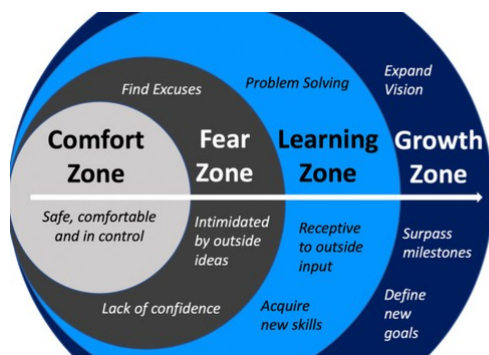 Comfort
Zone
Safe, comfortable
and in control
Find Excuses
Fear
Zone
Intimidated
by outside
ideas
Lack of confidence
Problem Solving
Learning
Zone
Receptive
to outside
input
Acquire
new skills
Expand
Vision
Growth
Zone
Surpass
milestones
Define
new
goals